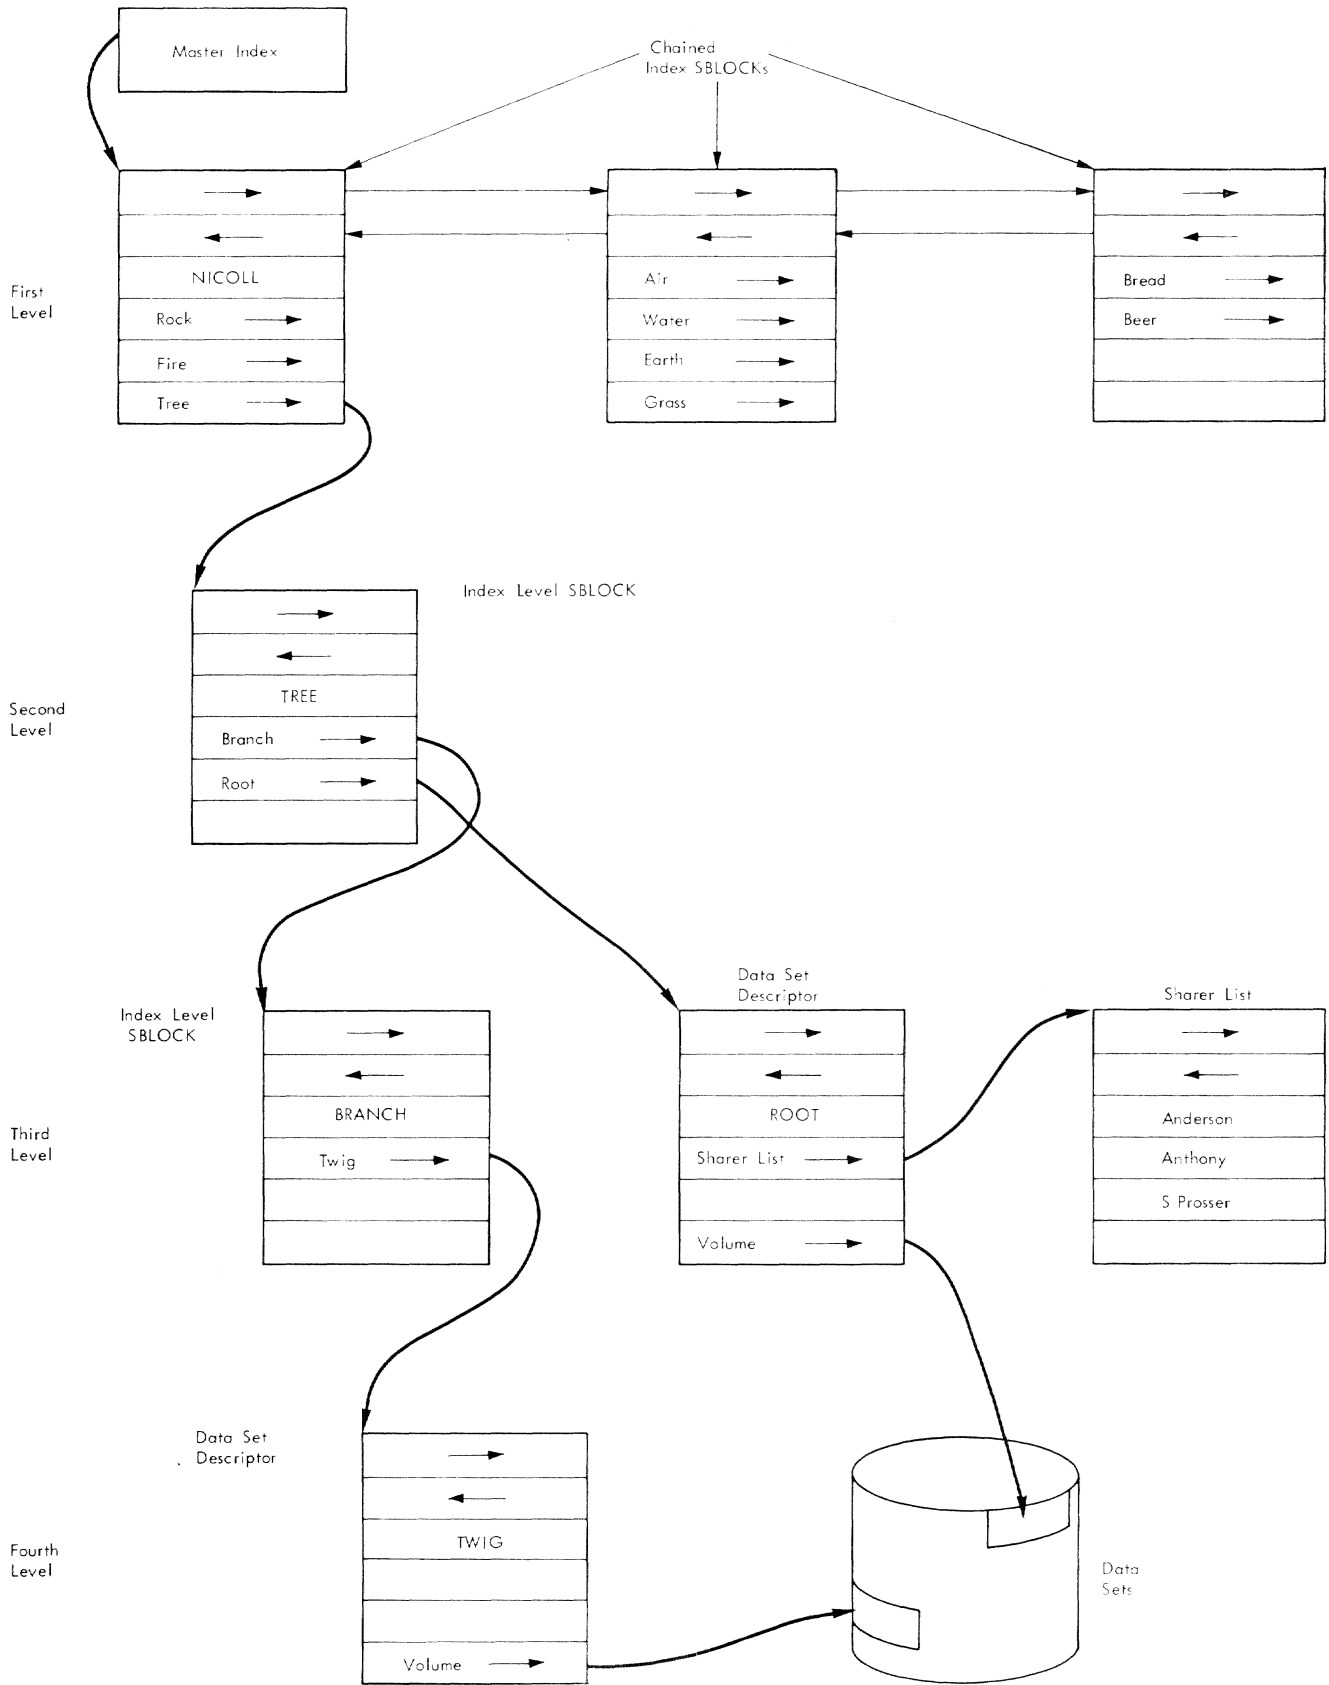 Master Index
Chained
Index SBLOCKs
First
Level
NICOLL
Rock
Fire
Tree
Air
Water
Earth
Grass
Bread
Beer
Index Level SBLOCK
Second
Level
TREE
Branch
Root
Index Level
SBLOCK
Data Set
Descriptor
Sharer List
Third
Level
BRANCH
Twig
ROOT
Sharer List
Volume
Anderson
Anthony
S Prosser
Data Set
Descriptor
Fourth
Level
TWIG
Volume
Data
Sets